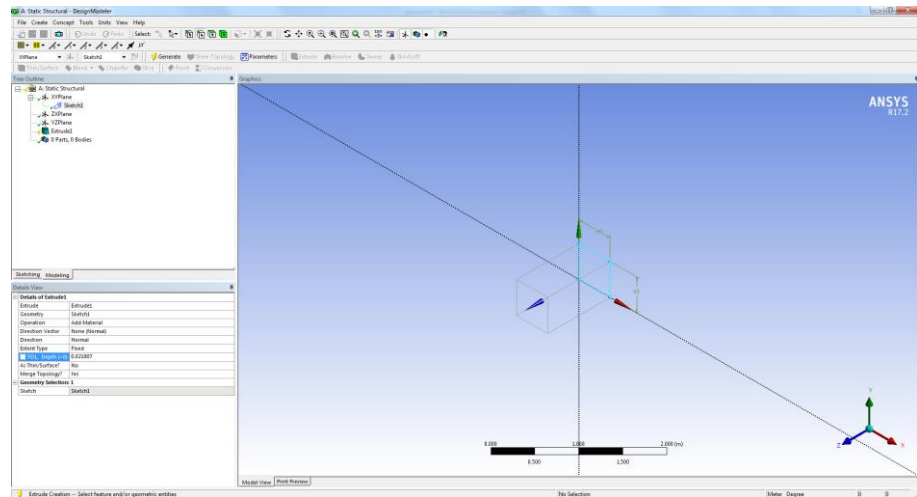 A: Static Structural - DesignModeler
File Create Concept Tools Units View Help
Undo Redo Select:
XYPlane Sketch1 Generate Share Topology Parameters Extrude Revolve Sweep Skin/Loft
Thin/Surface Blend Chamfer Slice Point Conversion
Tree Outline
A: Static Structural
XYPlane
Sketch1
ZXPlane
YZPlane
Extrude1
0 Parts, 0 Bodies
Sketching Modeling
Details View
Details of Extrude1
Extrude Extrude1
Geometry Sketch1
Operation Add Material
Direction Vector None (Normal)
Direction Normal
Extent Type Fixed
FD1, Depth (>0)
As Thin/Surface? No
Merge Topology? Yes
Geometry Selection: 1
Sketch Sketch1
Graphics
ANSYS
R17.2
Y
Z
X
0.000 1.000 2.000 (m)
0.500 1.500
Model View Print Preview
Extrude Creation -- Select feature and/or geometric entities No Selection Meter Degree 0 0